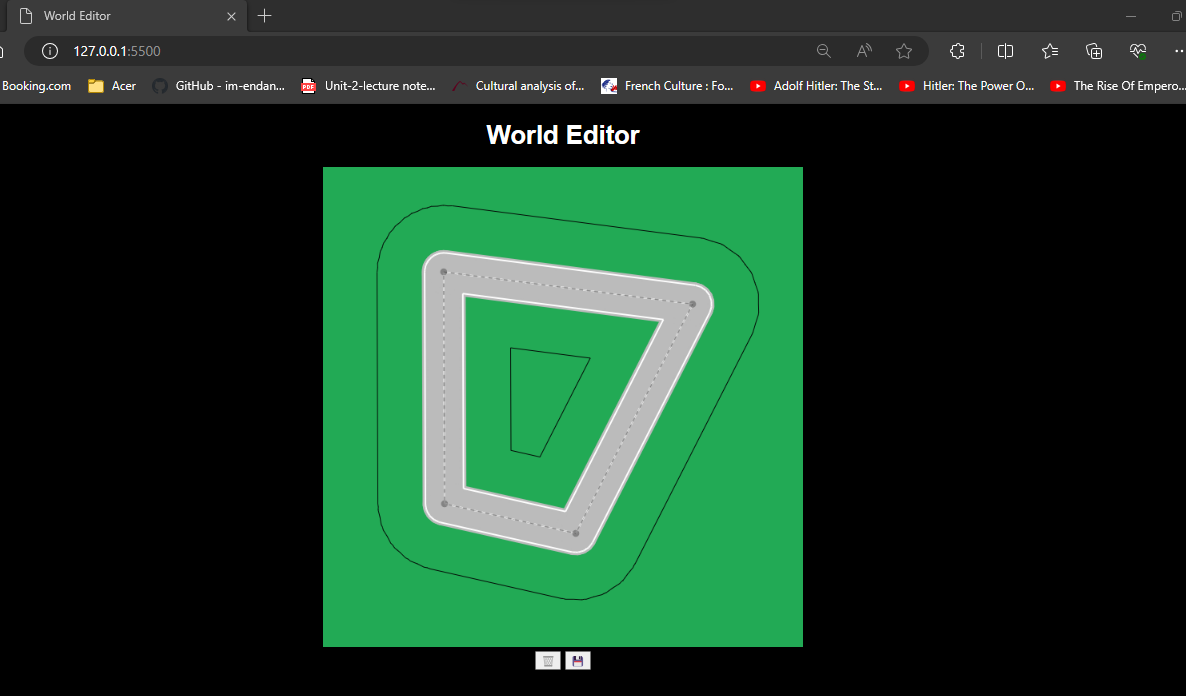 World Editor
127.0.0.1:5500
Booking.com Acer GitHub - im-endan... PDF Unit-2-lecture note... Cultural analysis of... French Culture : Fo... Adolf Hitler: The St... Hitler: The Power O... The Rise Of Empero...
World Editor